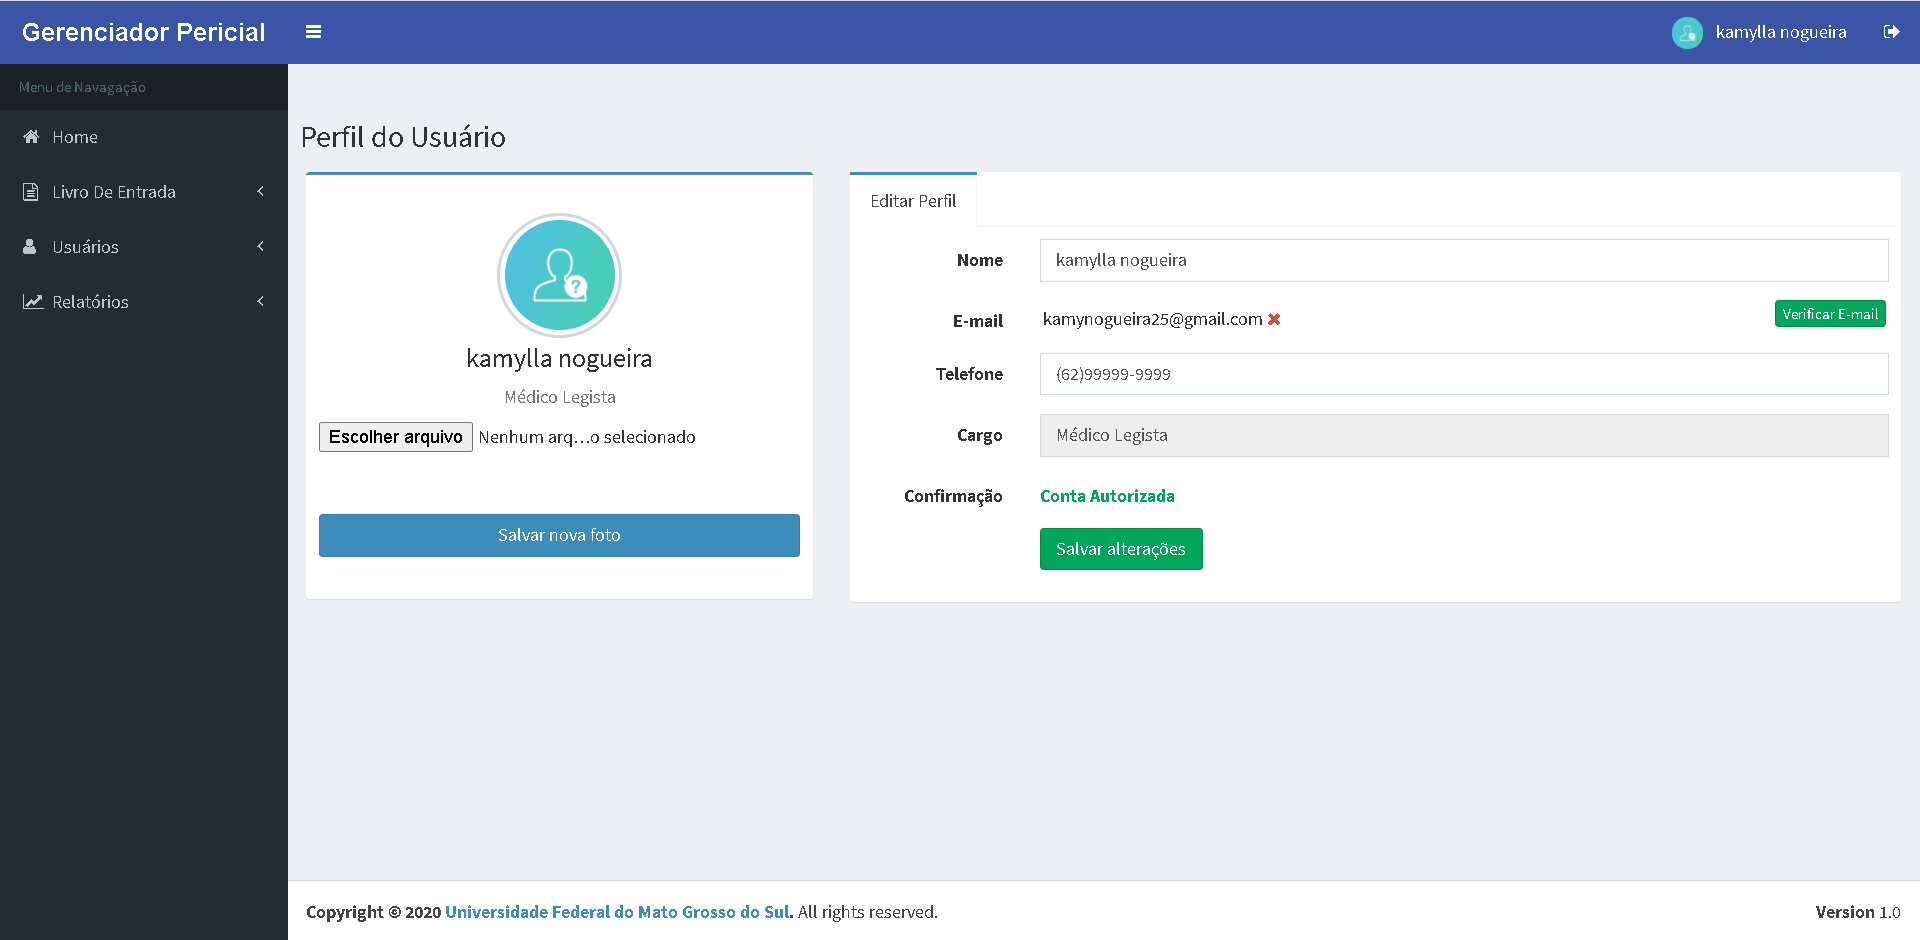 Gerenciador Pericial
kamylla nogueira
Menu de Navagação
Home
Livro De Entrada
Usuários
Relatórios
Perfil do Usuário
kamylla nogueira
Médico Legista
Escolher arquivo Nenhum arq...o selecionado
Salvar nova foto
Editar Perfil
Nome kamylla nogueira
E-mail kamynogueira25@gmail.com Verificar E-mail
Telefone (62)99999-9999
Cargo Médico Legista
Confirmação Conta Autorizada
Salvar alterações
Copyright © 2020 Universidade Federal do Mato Grosso do Sul. All rights reserved.
Version 1.0